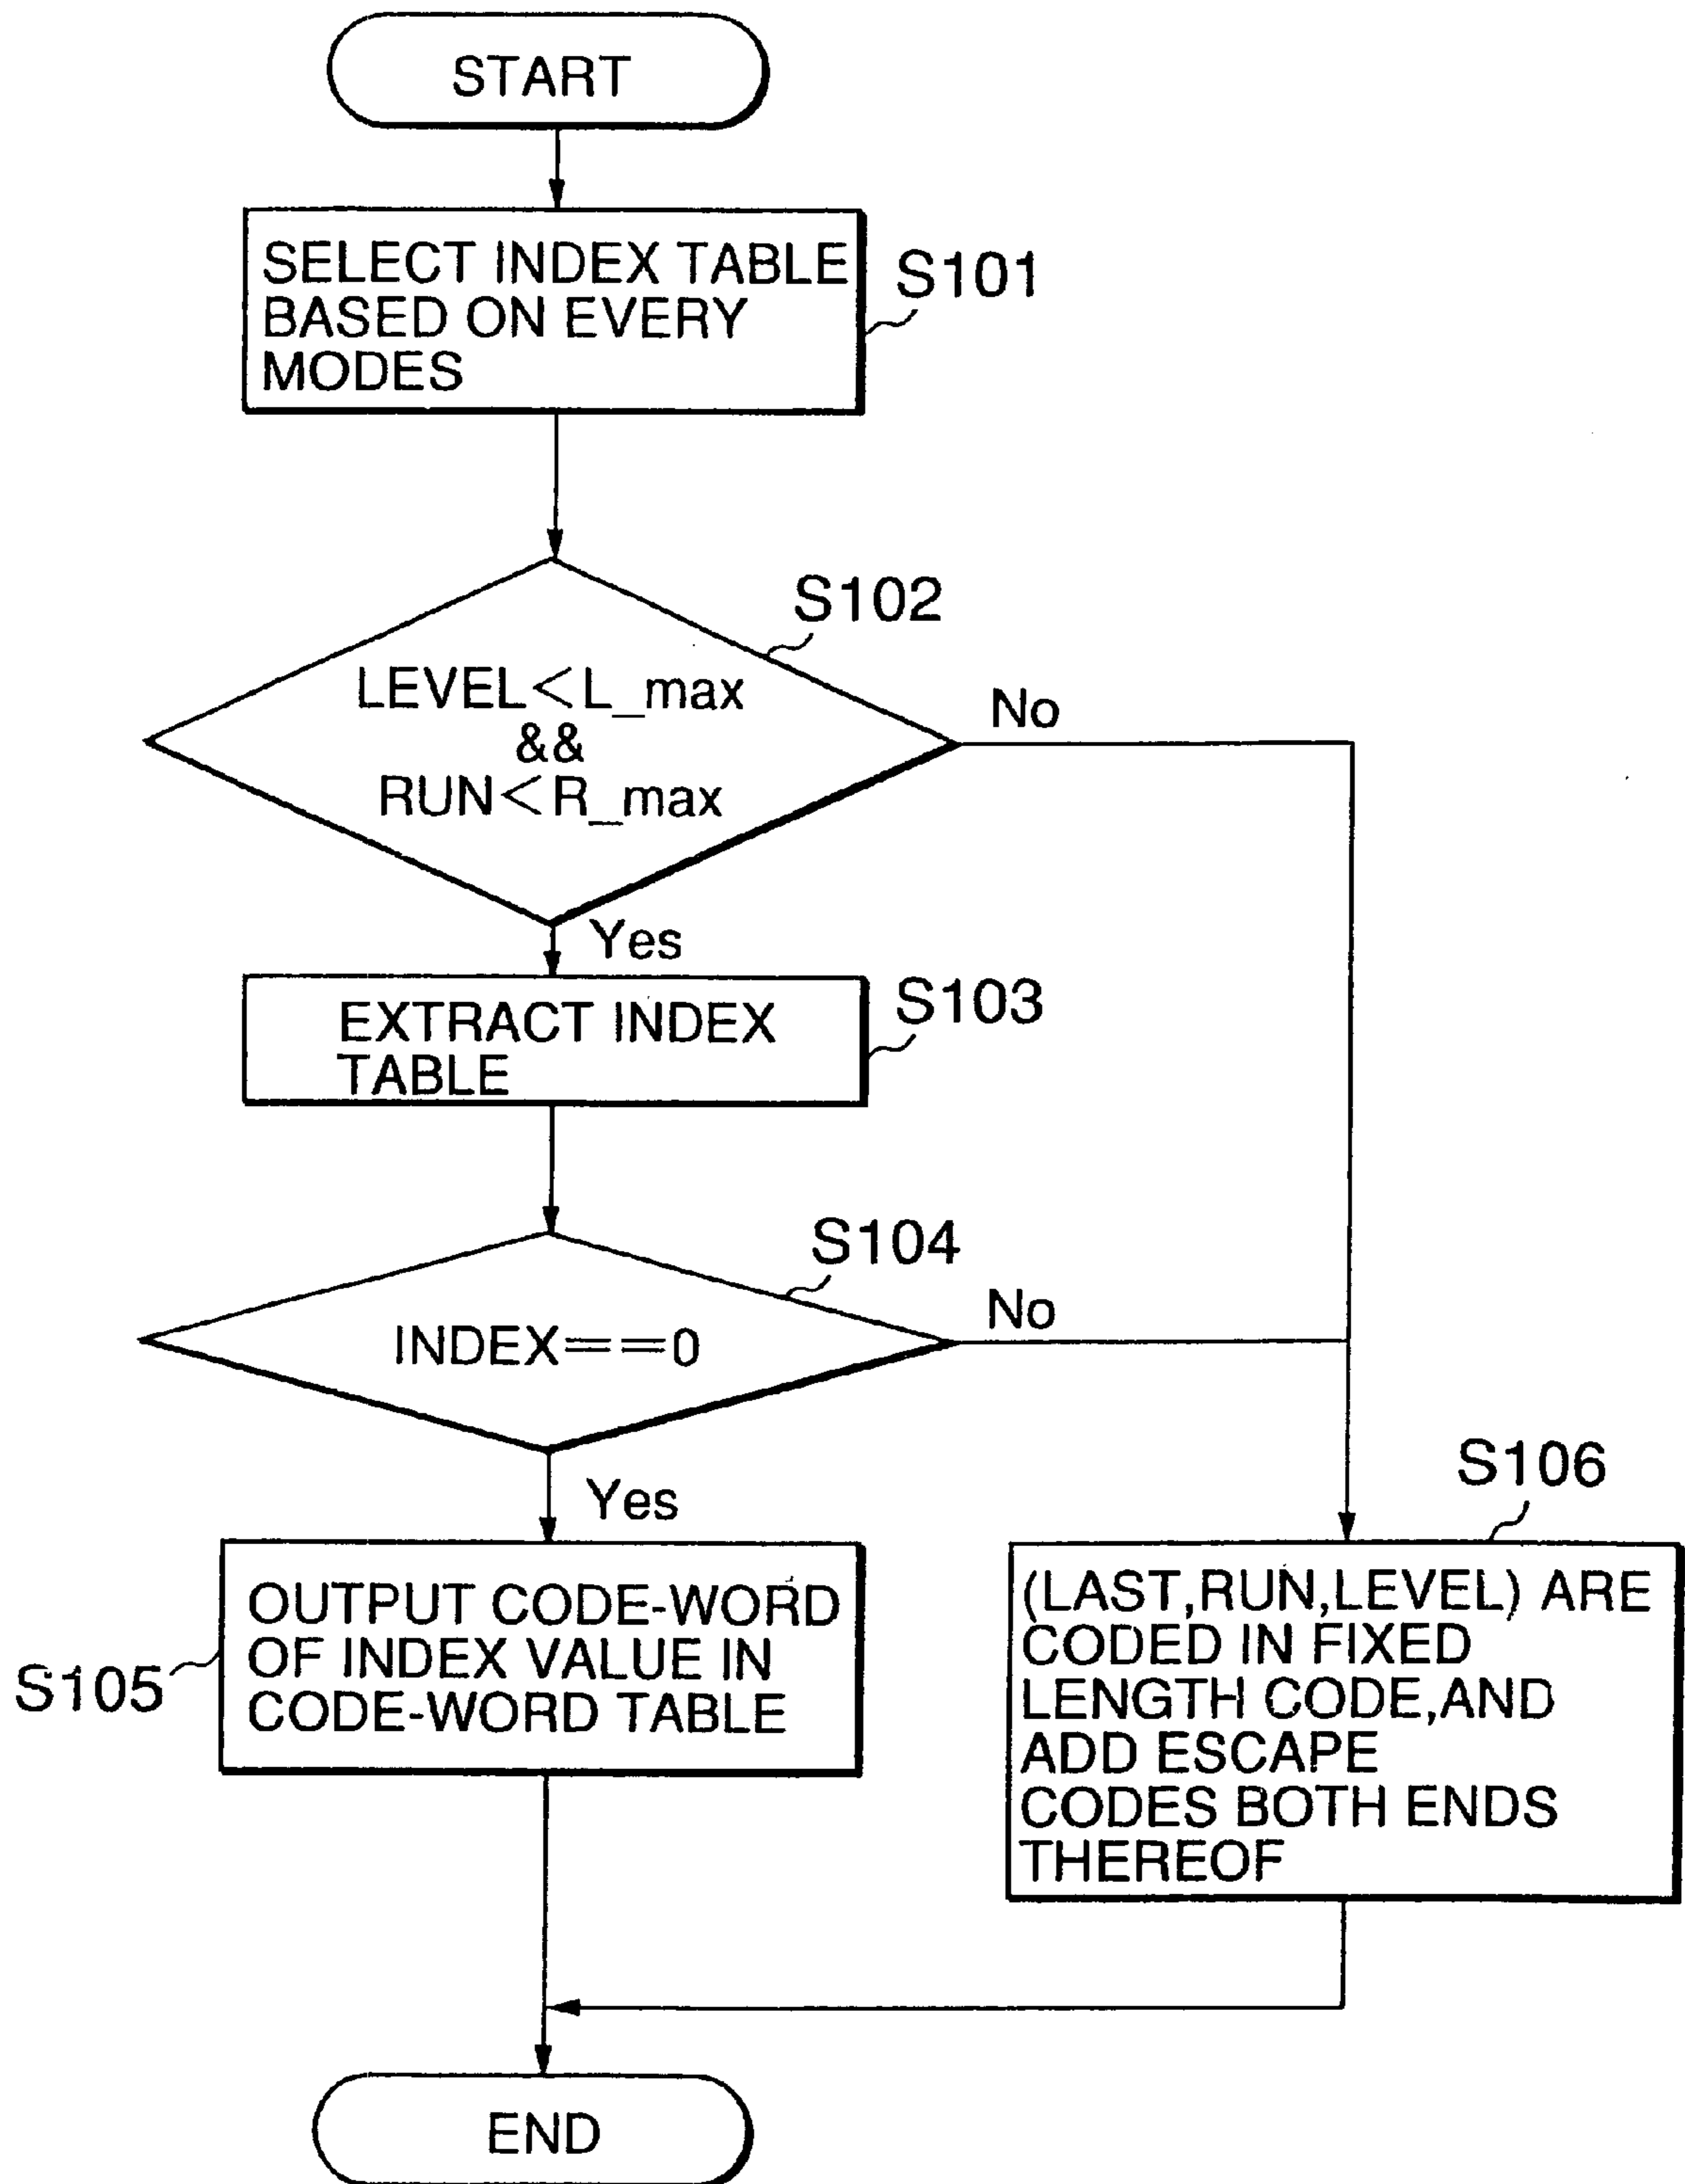 START
SELECT INDEX TABLE
BASED ON EVERY
MODES
S101
S102
LEVEL<L_max
&&
RUN<R_max
No
Yes
EXTRACT INDEX
TABLE
S103
S104
INDEX==0
No
Yes
S105
OUTPUT CODE-WORD
OF INDEX VALUE IN
CODE-WORD TABLE
S106
(LAST,RUN,LEVEL) ARE
CODED IN FIXED
LENGTH CODE,AND
ADD ESCAPE
CODES BOTH ENDS
THEREOF
END